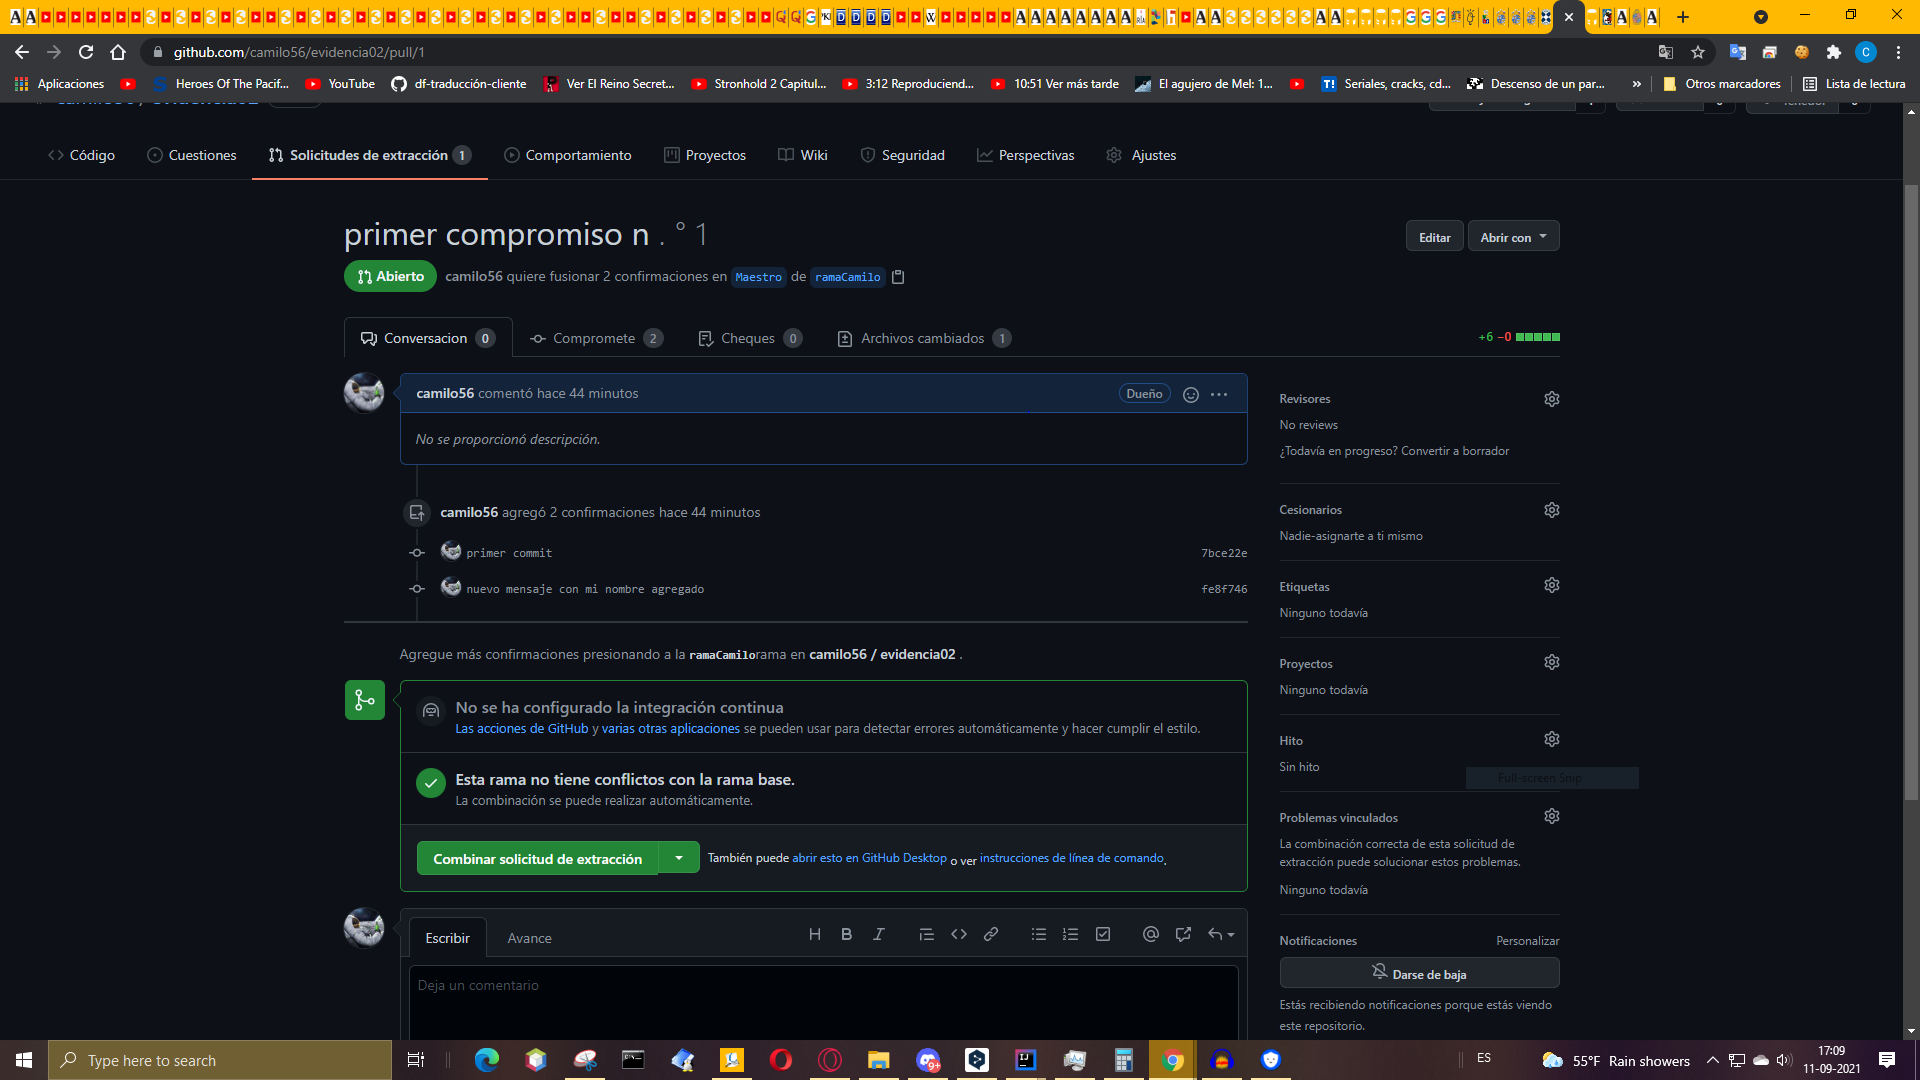 github.com/camilo56/evidencia02/pull/1
Aplicaciones
Heroes Of The Pacif...
YouTube
df-traducción-cliente
Ver El Reino Secret...
Stronhold 2 Capitul...
3:12 Reproduciend...
10:51 Ver más tarde
El agujero de Mel: 1...
Seriales, cracks, cd...
Descenso de un par...
»
Otros marcadores
Lista de lectura
Código
Cuestiones
Solicitudes de extracción 1
Comportamiento
Proyectos
Wiki
Seguridad
Perspectivas
Ajustes
primer compromiso n . ° 1
Editar
Abrir con
Abierto
camilo56 quiere fusionar 2 confirmaciones en Maestro de ramaCamilo
Conversacion 0
Compromete 2
Cheques 0
Archivos cambiados 1
+6 −0
camilo56 comentó hace 44 minutos
Dueño
No se proporcionó descripción.
camilo56 agregó 2 confirmaciones hace 44 minutos
primer commit
7bce22e
nuevo mensaje con mi nombre agregado
fe8f746
Agregue más confirmaciones presionando a la ramaCamilorama en camilo56 / evidencia02 .
No se ha configurado la integración continua
Las acciones de GitHub y varias otras aplicaciones se pueden usar para detectar errores automáticamente y hacer cumplir el estilo.
Esta rama no tiene conflictos con la rama base.
La combinación se puede realizar automáticamente.
Combinar solicitud de extracción
También puede abrir esto en GitHub Desktop o ver instrucciones de línea de comando.
Escribir
Avance
Deja un comentario
Revisores
No reviews
¿Todavía en progreso? Convertir a borrador
Cesionarios
Nadie-asignarte a ti mismo
Etiquetas
Ninguno todavía
Proyectos
Ninguno todavía
Hito
Sin hito
Full-screen Snip
Problemas vinculados
La combinación correcta de esta solicitud de
extracción puede solucionar estos problemas.
Ninguno todavía
Notificaciones
Personalizar
Darse de baja
Estás recibiendo notificaciones porque estás viendo
este repositorio.
Type here to search
ES
55°F Rain showers
17:09
11-09-2021